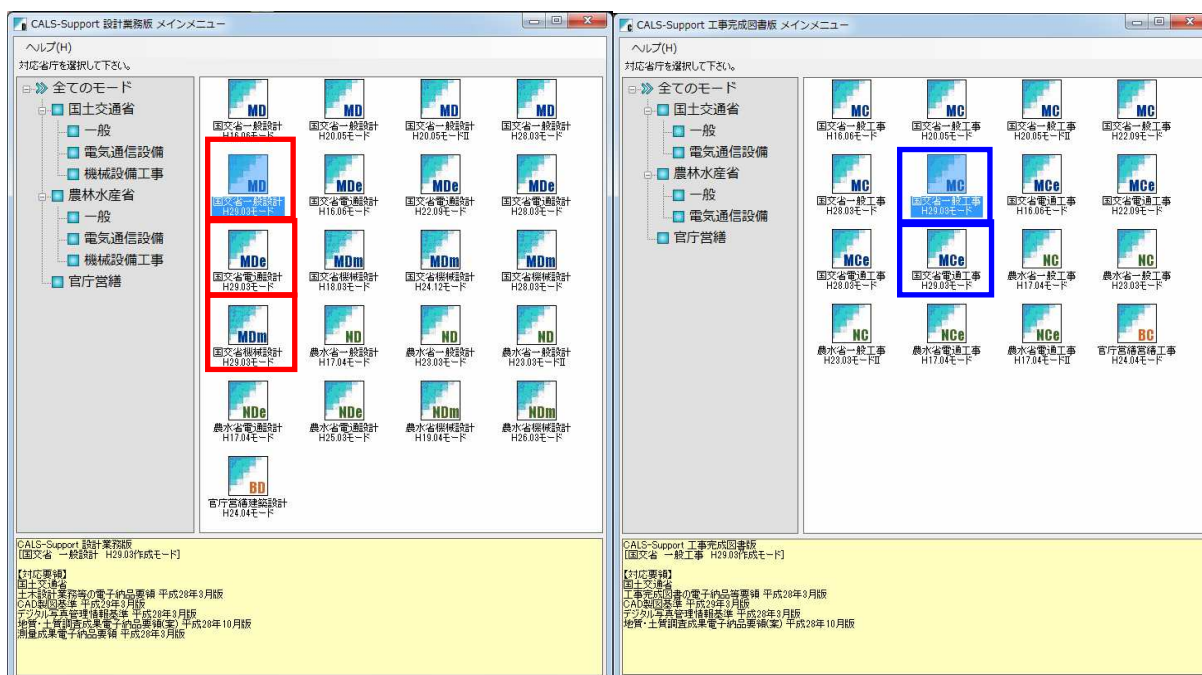 CALS-Support 設計業務版 メインメニュー
ヘルプ(H)
対応省庁を選択して下さい。
全てのモード
国土交通省
一般
電気通信設備
機械設備工事
農林水産省
一般
電気通信設備
機械設備工事
官庁営繕
MD MD MD MD
国交省一般設計 国交省一般設計 国交省一般設計 国交省一般設計
H16.06モード H20.05モード H20.05モードII H28.03モード
MD MDe MDe MDe
国交省一般設計 国交省電通設計 国交省電通設計 国交省電通設計
H29.03モード H16.06モード H22.09モード H28.03モード
MDe MDm MDm MDm
国交省電通設計 国交省機械設計 国交省機械設計 国交省機械設計
H29.03モード H18.03モード H24.12モード H28.03モード
MDm ND ND ND
国交省機械設計 農水省一般設計 農水省一般設計 農水省一般設計
H29.03モード H17.04モード H23.03モード H23.03モードII
NDe NDe NDm NDm
農水省電通設計 農水省電通設計 農水省機械設計 農水省機械設計
H17.04モード H25.03モード H19.04モード H26.03モード
BD
官庁営繕建築設計
H24.04モード
CALS-Support 設計業務版
[国交省 一般設計 H29.03作成モード]
【対応要領】
国土交通省
土木設計業務等の電子納品要領 平成28年3月版
CAD製図基準 平成29年3月版
デジタル写真管理情報基準 平成28年3月版
地質・土質調査成果電子納品要領(案) 平成28年10月版
測量成果電子納品要領 平成28年3月版
CALS-Support 工事完成図書版 メインメニュー
ヘルプ(H)
対応省庁を選択して下さい。
全てのモード
国土交通省
一般
電気通信設備
機械設備工事
農林水産省
一般
電気通信設備
官庁営繕
MC MC MC MC
国交省一般工事 国交省一般工事 国交省一般工事 国交省一般工事
H16.06モード H20.05モード H20.05モードII H22.09モード
MC MC MCe MCe
国交省一般工事 国交省一般工事 国交省電通工事 国交省電通工事
H28.03モード H29.03モード H16.06モード H22.09モード
MCe MCe NC NC
国交省電通工事 国交省電通工事 農水省一般工事 農水省一般工事
H28.03モード H29.03モード H17.04モード H23.03モード
NC NCe NCe BC
農水省一般工事 農水省電通工事 農水省電通工事 官庁営繕営繕工事
H23.03モードII H17.04モード H17.04モードII H24.04モード
CALS-Support 工事完成図書版
[国交省 一般工事 H29.03作成モード]
【対応要領】
国土交通省
工事完成図書の電子納品等要領 平成28年3月版
CAD製図基準 平成29年3月版
デジタル写真管理情報基準 平成28年3月版
地質・土質調査成果電子納品要領(案) 平成28年10月版